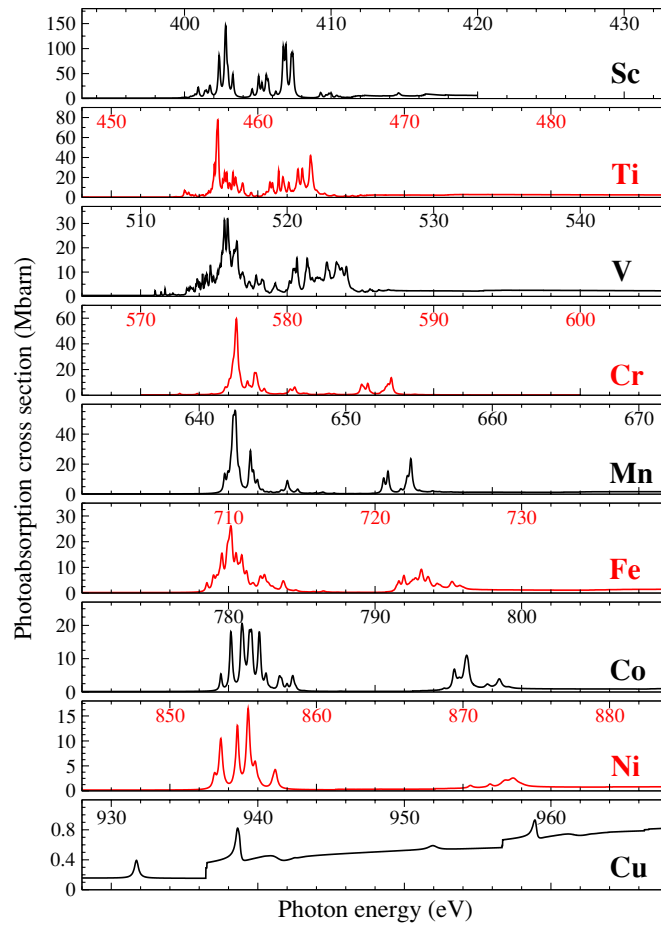 Photoabsorption cross section (Mbarn)
400 410 420 430
150
100
50
0
Sc
450 460 470 480
80
60
40
20
0
Ti
510 520 530 540
30
20
10
0
V
570 580 590 600
60
40
20
0
Cr
640 650 660 670
40
20
0
Mn
710 720 730
30
20
10
0
Fe
780 790 800
20
10
0
Co
850 860 870 880
15
10
5
0
Ni
930 940 950 960
0.8
0.4
0
Cu
Photon energy (eV)